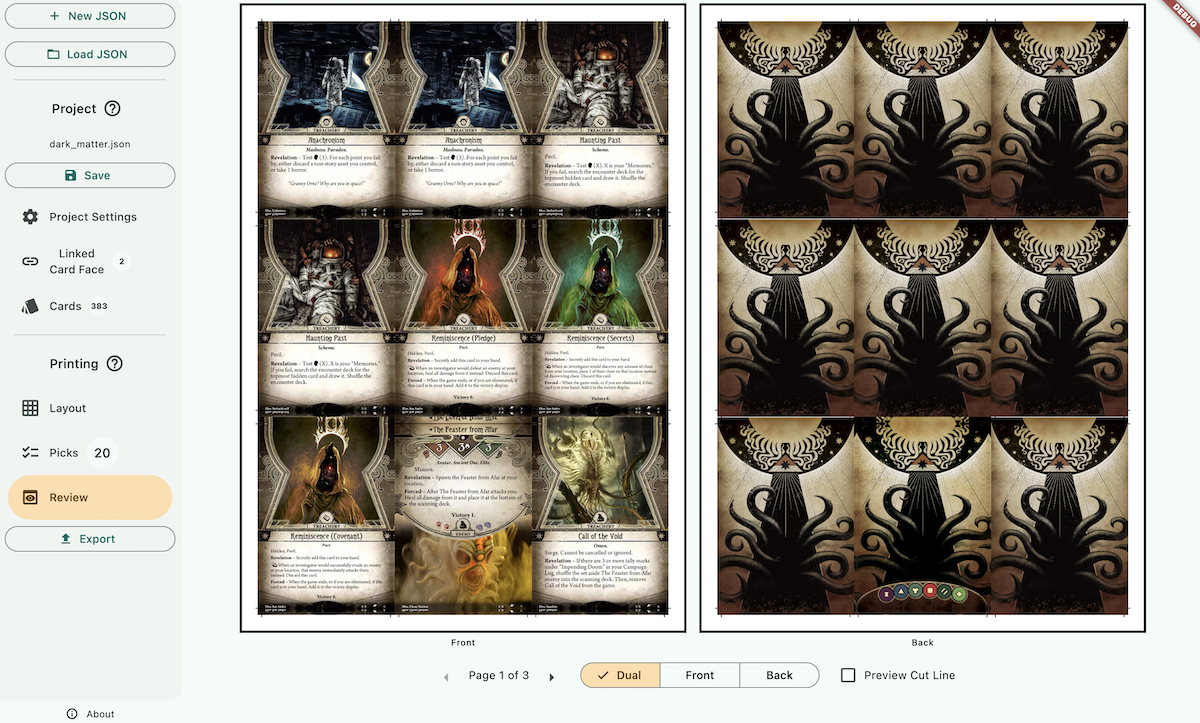 New JSON
Load JSON
Project
dark_matter.json
Save
Project Settings
Linked
Card Face
2
Cards
383
Printing
Layout
Picks
20
Review
Export
About
DEBUG
TREACHERY
Anachronism
Madness. Paradox.
Revelation – Test (3). For each point you fail
by, either discard a non-story asset you control,
or take 1 horror.
"Granny Orne? Why are you in space?"
TREACHERY
Anachronism
Madness. Paradox.
Revelation – Test (3). For each point you fail
by, either discard a non-story asset you control,
or take 1 horror.
"Granny Orne? Why are you in space?"
TREACHERY
Haunting Past
Scheme.
Peril.
Revelation – Test (X). X is your "Memories."
If you fail, search the encounter deck for the
topmost hidden card and draw it. Shuffle the
encounter deck.
TREACHERY
Haunting Past
Scheme.
Peril.
Revelation – Test (X). X is your "Memories."
If you fail, search the encounter deck for the
topmost hidden card and draw it. Shuffle the
encounter deck.
TREACHERY
Reminiscence (Pledge)
Pact.
Hidden. Peril.
Revelation – Secretly add this card to your hand.
When an investigator would defeat an enemy at your
location, heal all damage from it instead. Discard this card.
Forced – When the game ends, or if you are eliminated, if
this card is in your hand: Add it to the victory display.
Victory 0.
TREACHERY
Reminiscence (Secrets)
Pact.
Hidden. Peril.
Revelation – Secretly add this card to your hand.
When an investigator would discover any amount of clues
from your location, place 1 of their clues on that location instead
of discovering clues. Discard this card.
Forced – When the game ends, or if you are eliminated, if this
card is in your hand: Add it to the victory display.
Victory 0.
TREACHERY
Reminiscence (Covenant)
Pact.
Hidden. Peril.
Revelation – Secretly add this card to your hand.
When an investigator would successfully evade an enemy
at your location, that enemy immediately attacks them
instead. Discard this card.
Forced – When the game ends, or if you are eliminated, if this
card is in your hand: Add it to the victory display.
Victory 0.
The Feaster from Afar
3 3 3
Avatar. Ancient One. Elite.
Massive.
Revelation – Spawn the Feaster from Afar at your
location.
Forced – After The Feaster from Afar attacks you:
Heal all damage from it and place it at the bottom of
the scanning deck.
Victory 1.
ENEMY
TREACHERY
Call of the Void
Omen.
Surge. Cannot be cancelled or ignored.
Revelation – If there are 3 or more tally marks
under "Impending Doom" in your Campaign
Log, shuffle the set aside The Feaster from Afar
enemy into the scanning deck. Then, remove
Call of the Void from the game.
Front
Back
Page 1 of 3
Dual
Front
Back
Preview Cut Line